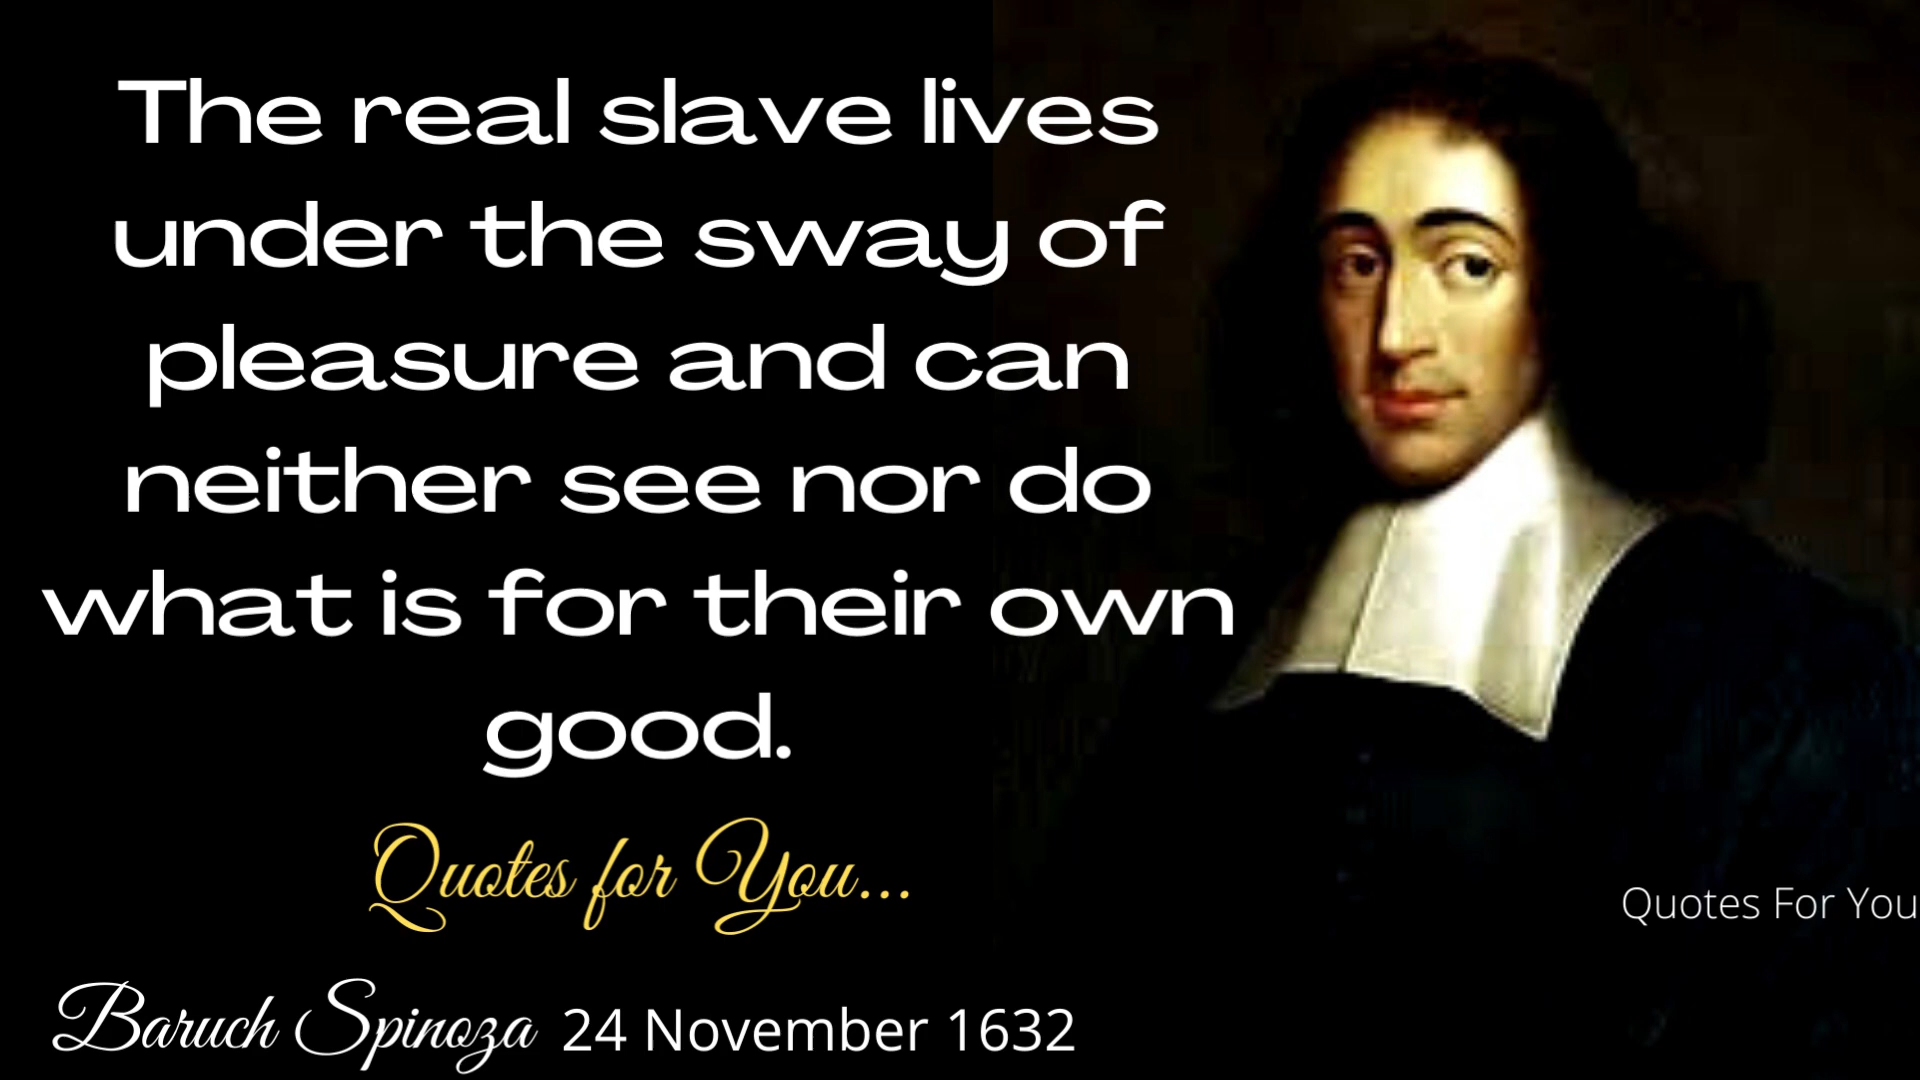 The real slave lives
under the sway of
pleasure and can
neither see nor do
what is for their own
good.
Quotes for You...
Quotes For You
Baruch Spinoza 24 November 1632